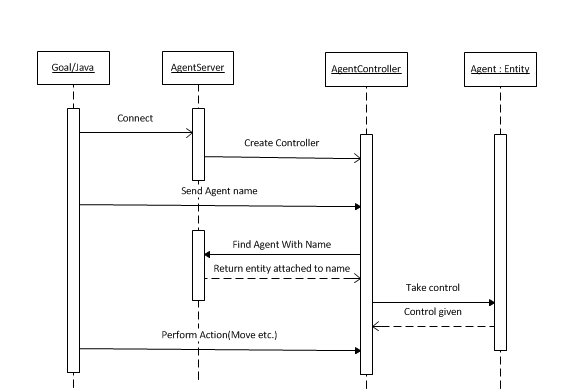 Goal/Java
AgentServer
AgentController
Agent : Entity
Connect
Create Controller
Send Agent name
Find Agent With Name
Return entity attached to name
Take control
Control given
Perform Action(Move etc.)